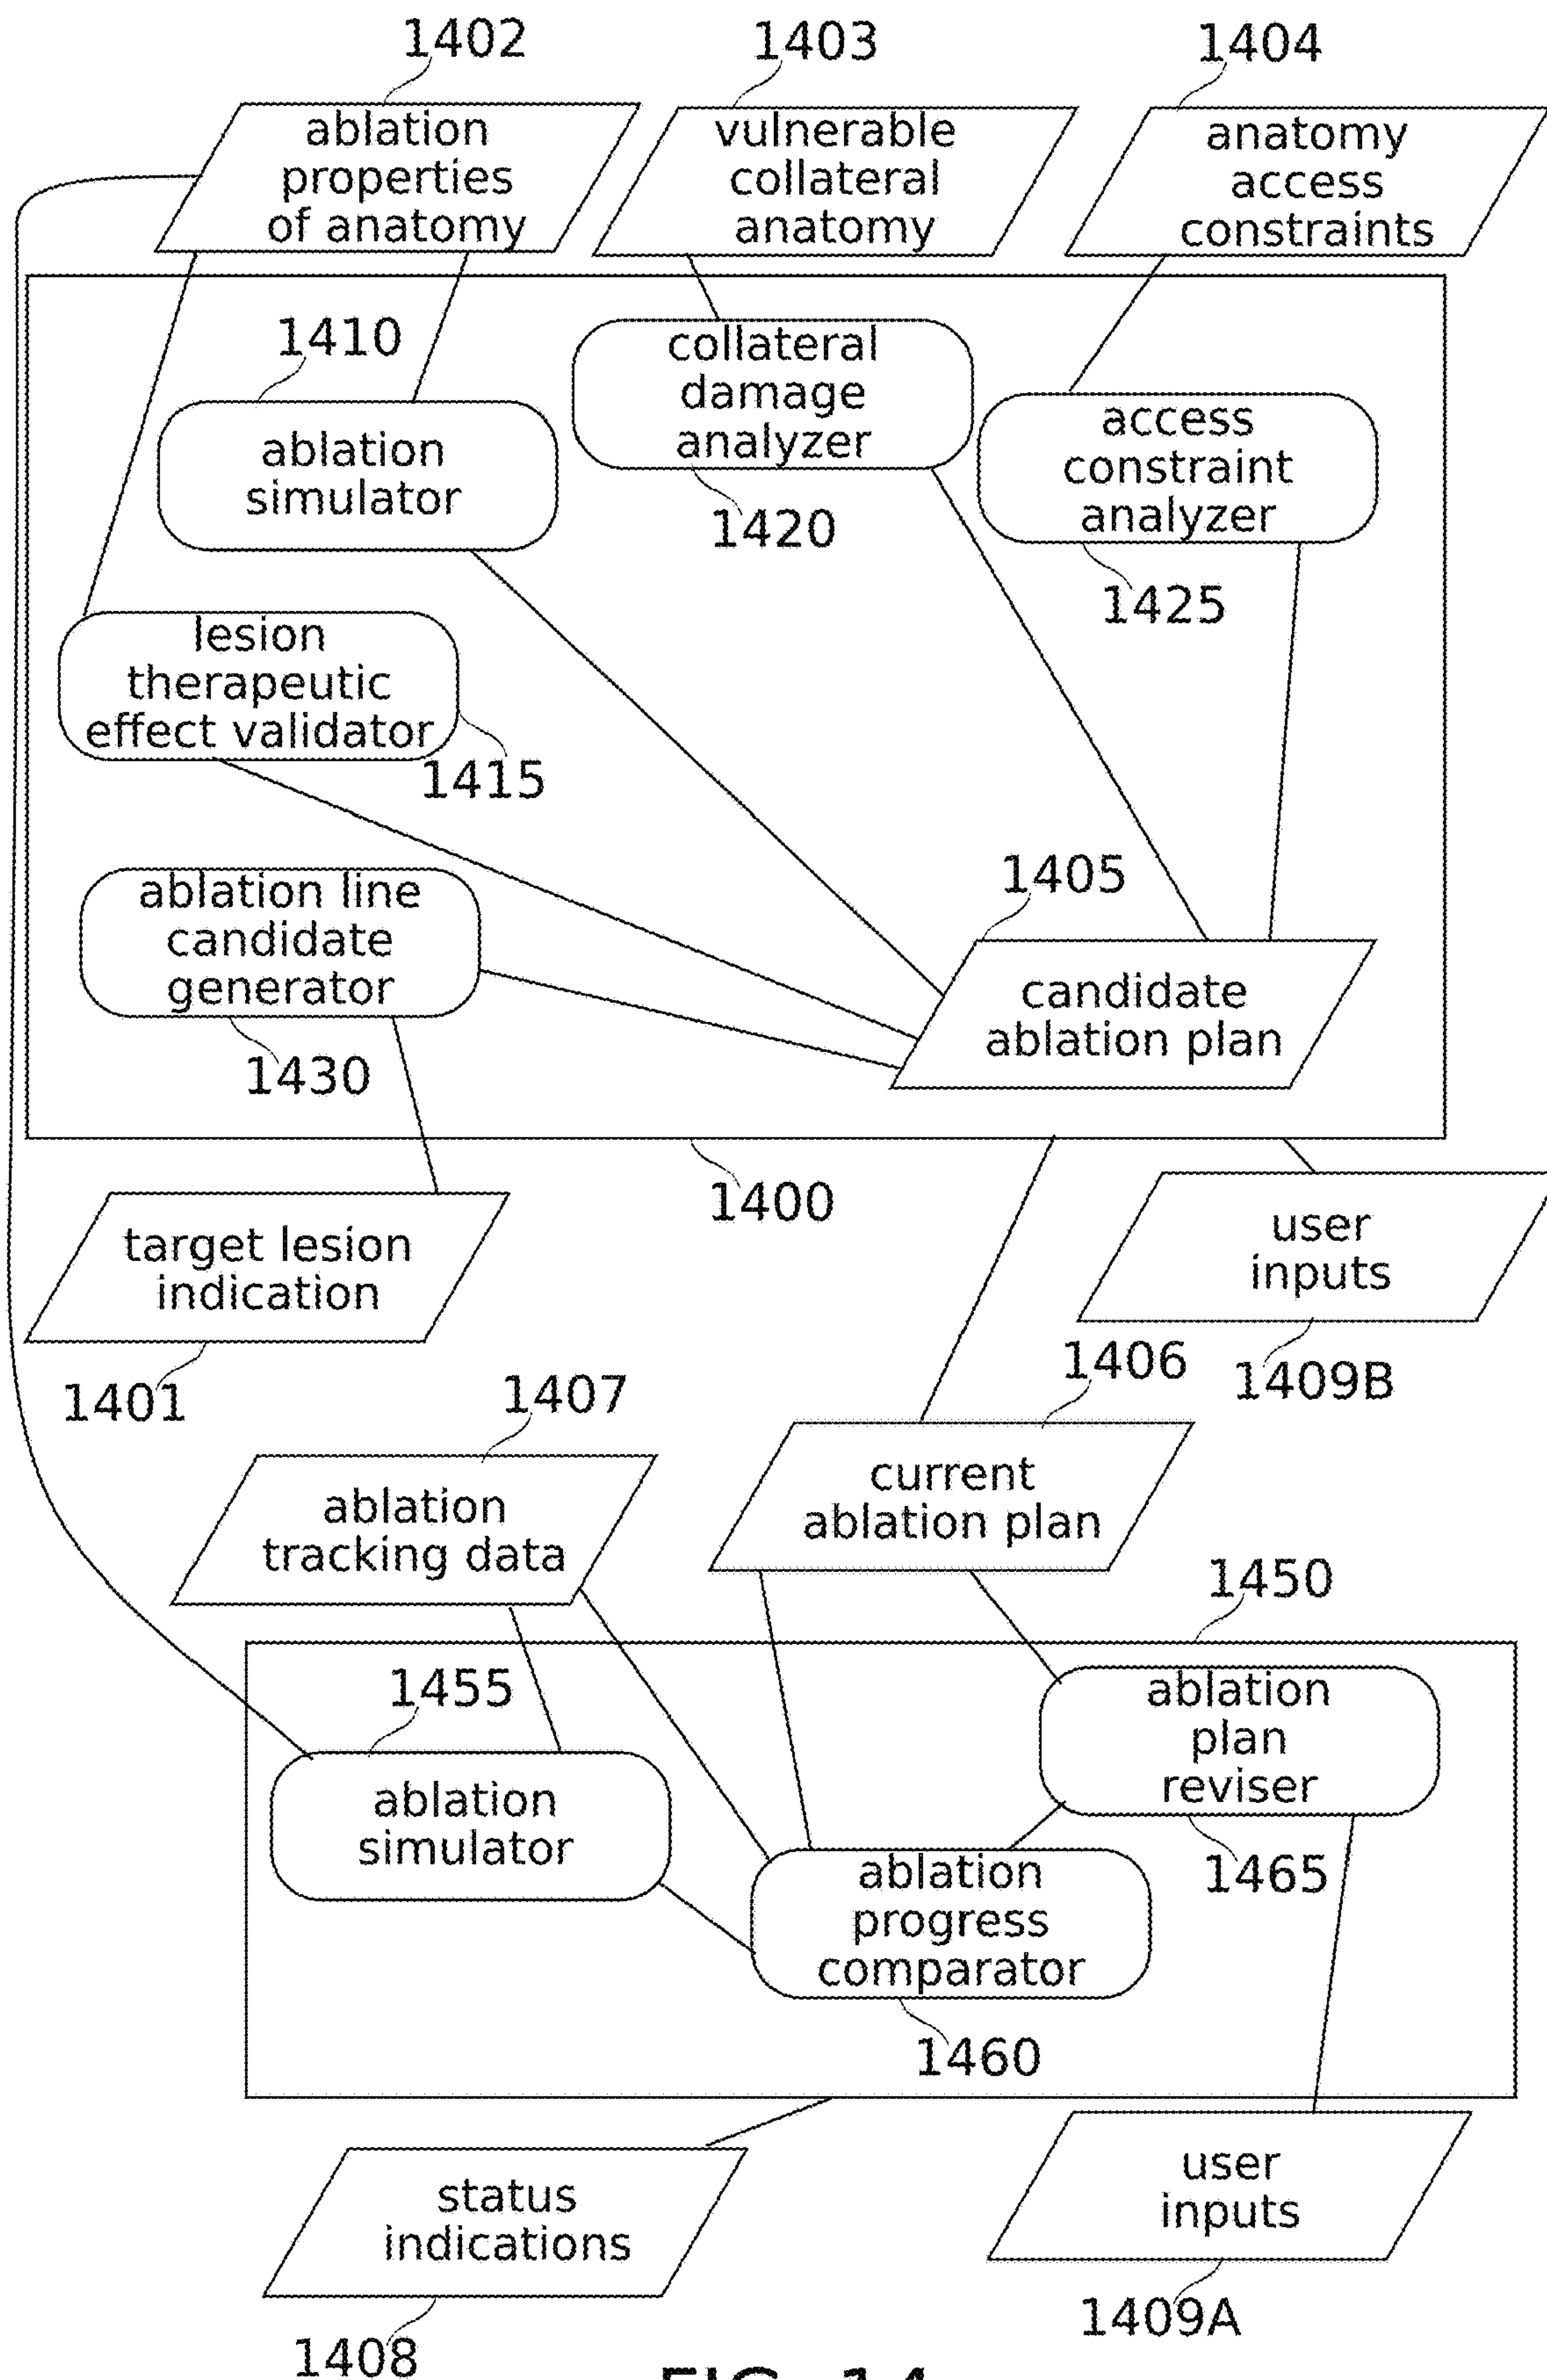 1402
1403
1404
ablation
properties
of anatomy
vulnerable
collateral
anatomy
anatomy
access
constraints
1410
ablation
simulator
collateral
damage
analyzer
1420
access
constraint
analyzer
1425
lesion
therapeutic
effect validator
1415
ablation line
candidate
generator
1430
1405
candidate
ablation plan
1400
target lesion
indication
1401
user
inputs
1409B
1407
ablation
tracking data
1406
current
ablation plan
1450
1455
ablation
simulator
ablation
plan
reviser
1465
ablation
progress
comparator
1460
status
indications
1408
user
inputs
1409A
FIG. 14